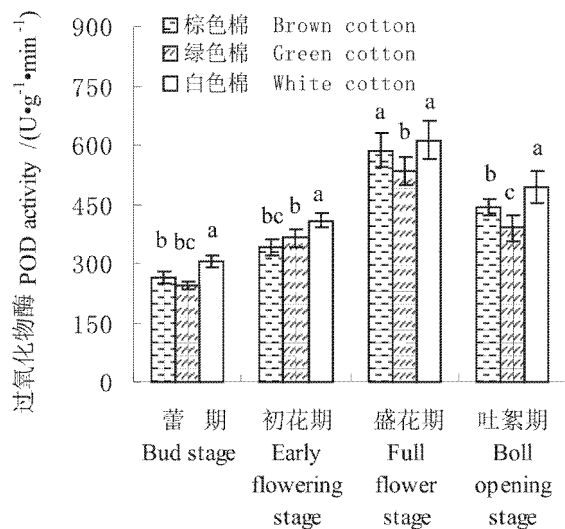 过氧化物酶 POD activity /(U•g⁻¹•min⁻¹)
900
750
600
450
300
150
0
棕色棉 Brown cotton
绿色棉 Green cotton
白色棉 White cotton
b bc a
bc b a
a b a
b c a
蕾 期 初花期 盛花期 吐絮期
Bud stage Early Full Boll
flowering flower opening
stage stage stage